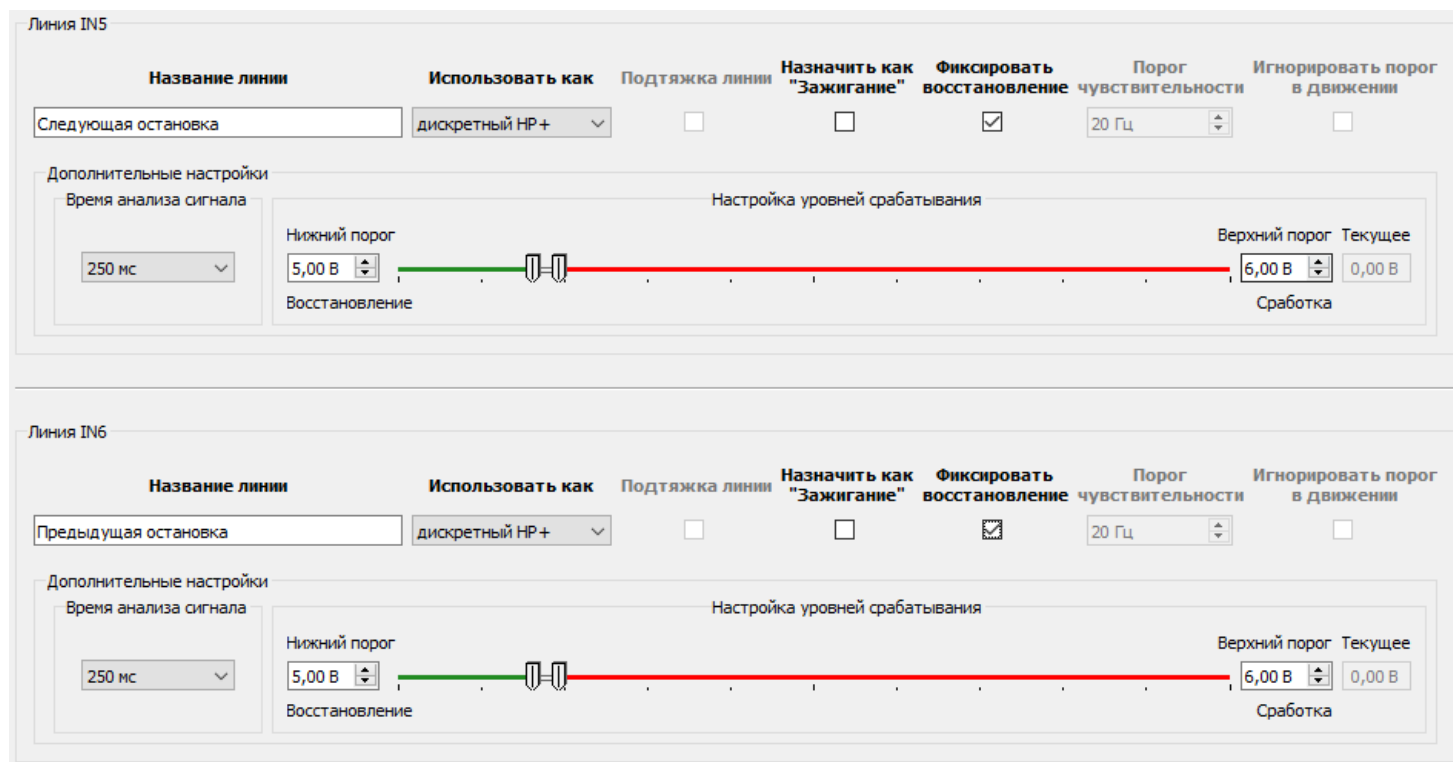 Линия IN5
Название линии Использовать как Подтяжка линии Назначить как "Зажигание" Фиксировать восстановление Порог чувствительности Игнорировать порог в движении
Следующая остановка дискретный НР+ 20 Гц
Дополнительные настройки
Время анализа сигнала Настройка уровней срабатывания
Нижний порог Верхний порог Текущее
250 мс 5,00 В 6,00 В 0,00 В
Восстановление Сработка
Линия IN6
Название линии Использовать как Подтяжка линии Назначить как "Зажигание" Фиксировать восстановление Порог чувствительности Игнорировать порог в движении
Предыдущая остановка дискретный НР+ 20 Гц
Дополнительные настройки
Время анализа сигнала Настройка уровней срабатывания
Нижний порог Верхний порог Текущее
250 мс 5,00 В 6,00 В 0,00 В
Восстановление Сработка